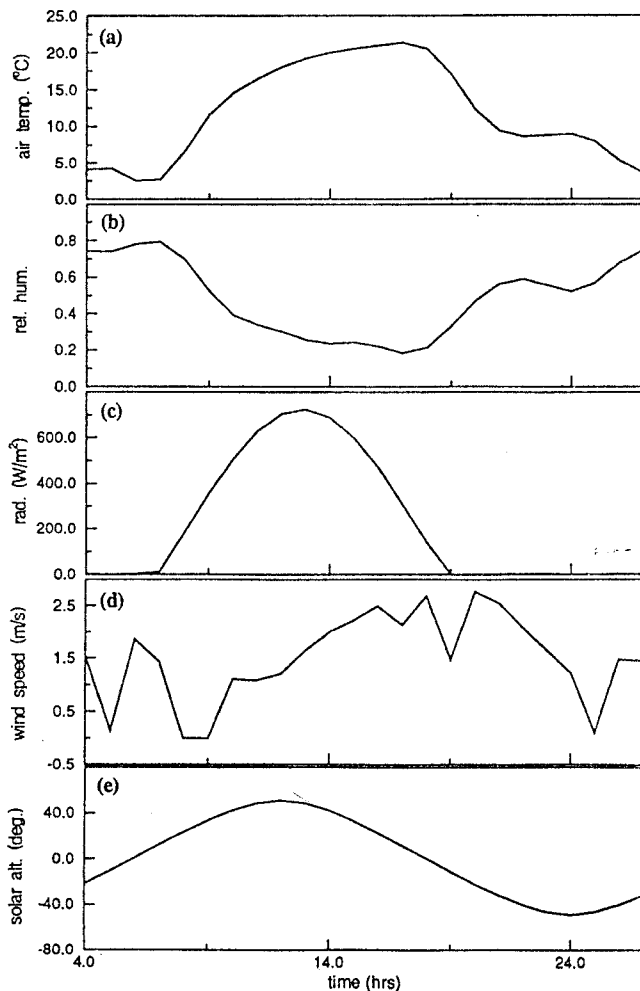 (a)
air temp. (ºC)
25.0
20.0
15.0
10.0
5.0
0.0
(b)
rel. hum.
0.8
0.6
0.4
0.2
0.0
(c)
rad. (W/m²)
600.0
400.0
200.0
0.0
(d)
wind speed (m/s)
2.5
1.5
0.5
-0.5
(e)
solar alt. (deg.)
40.0
0.0
-40.0
-80.0
4.0 14.0 24.0
time (hrs)